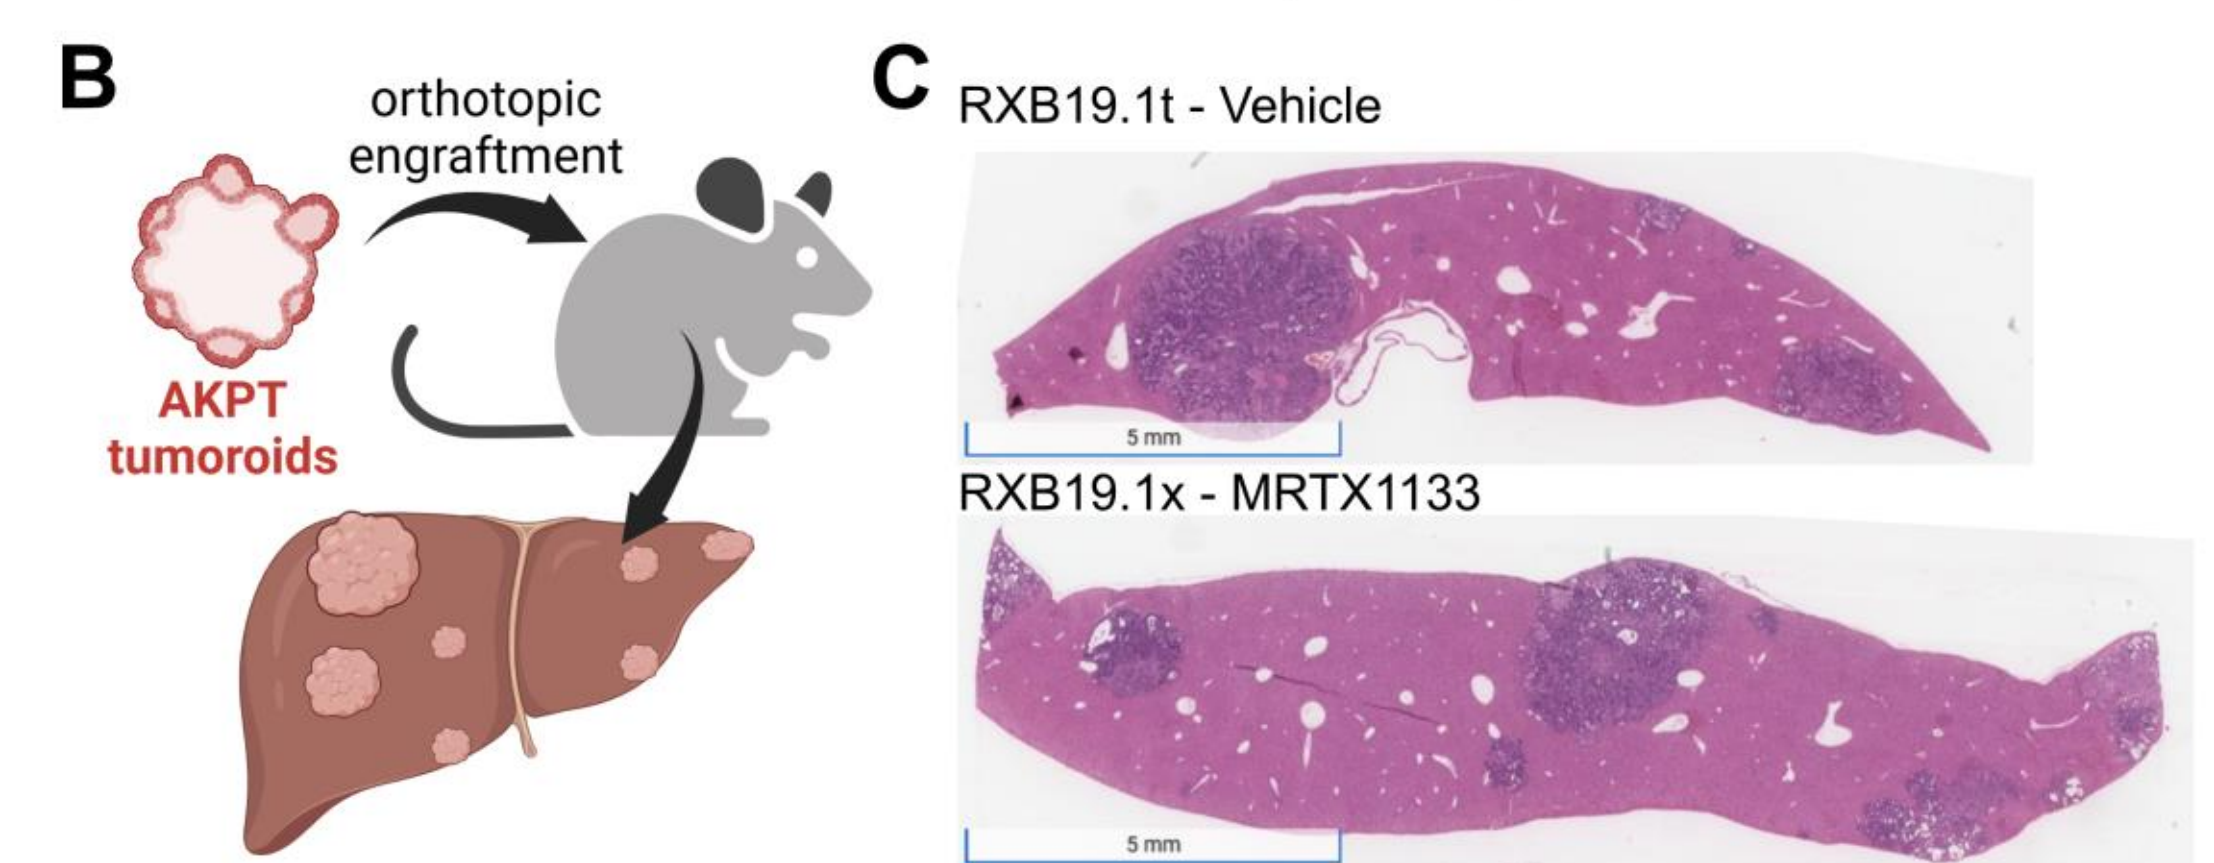 B
orthotopic
engraftment
AKPT
tumoroids
C
RXB19.1t - Vehicle
5 mm
RXB19.1x - MRTX1133
5 mm